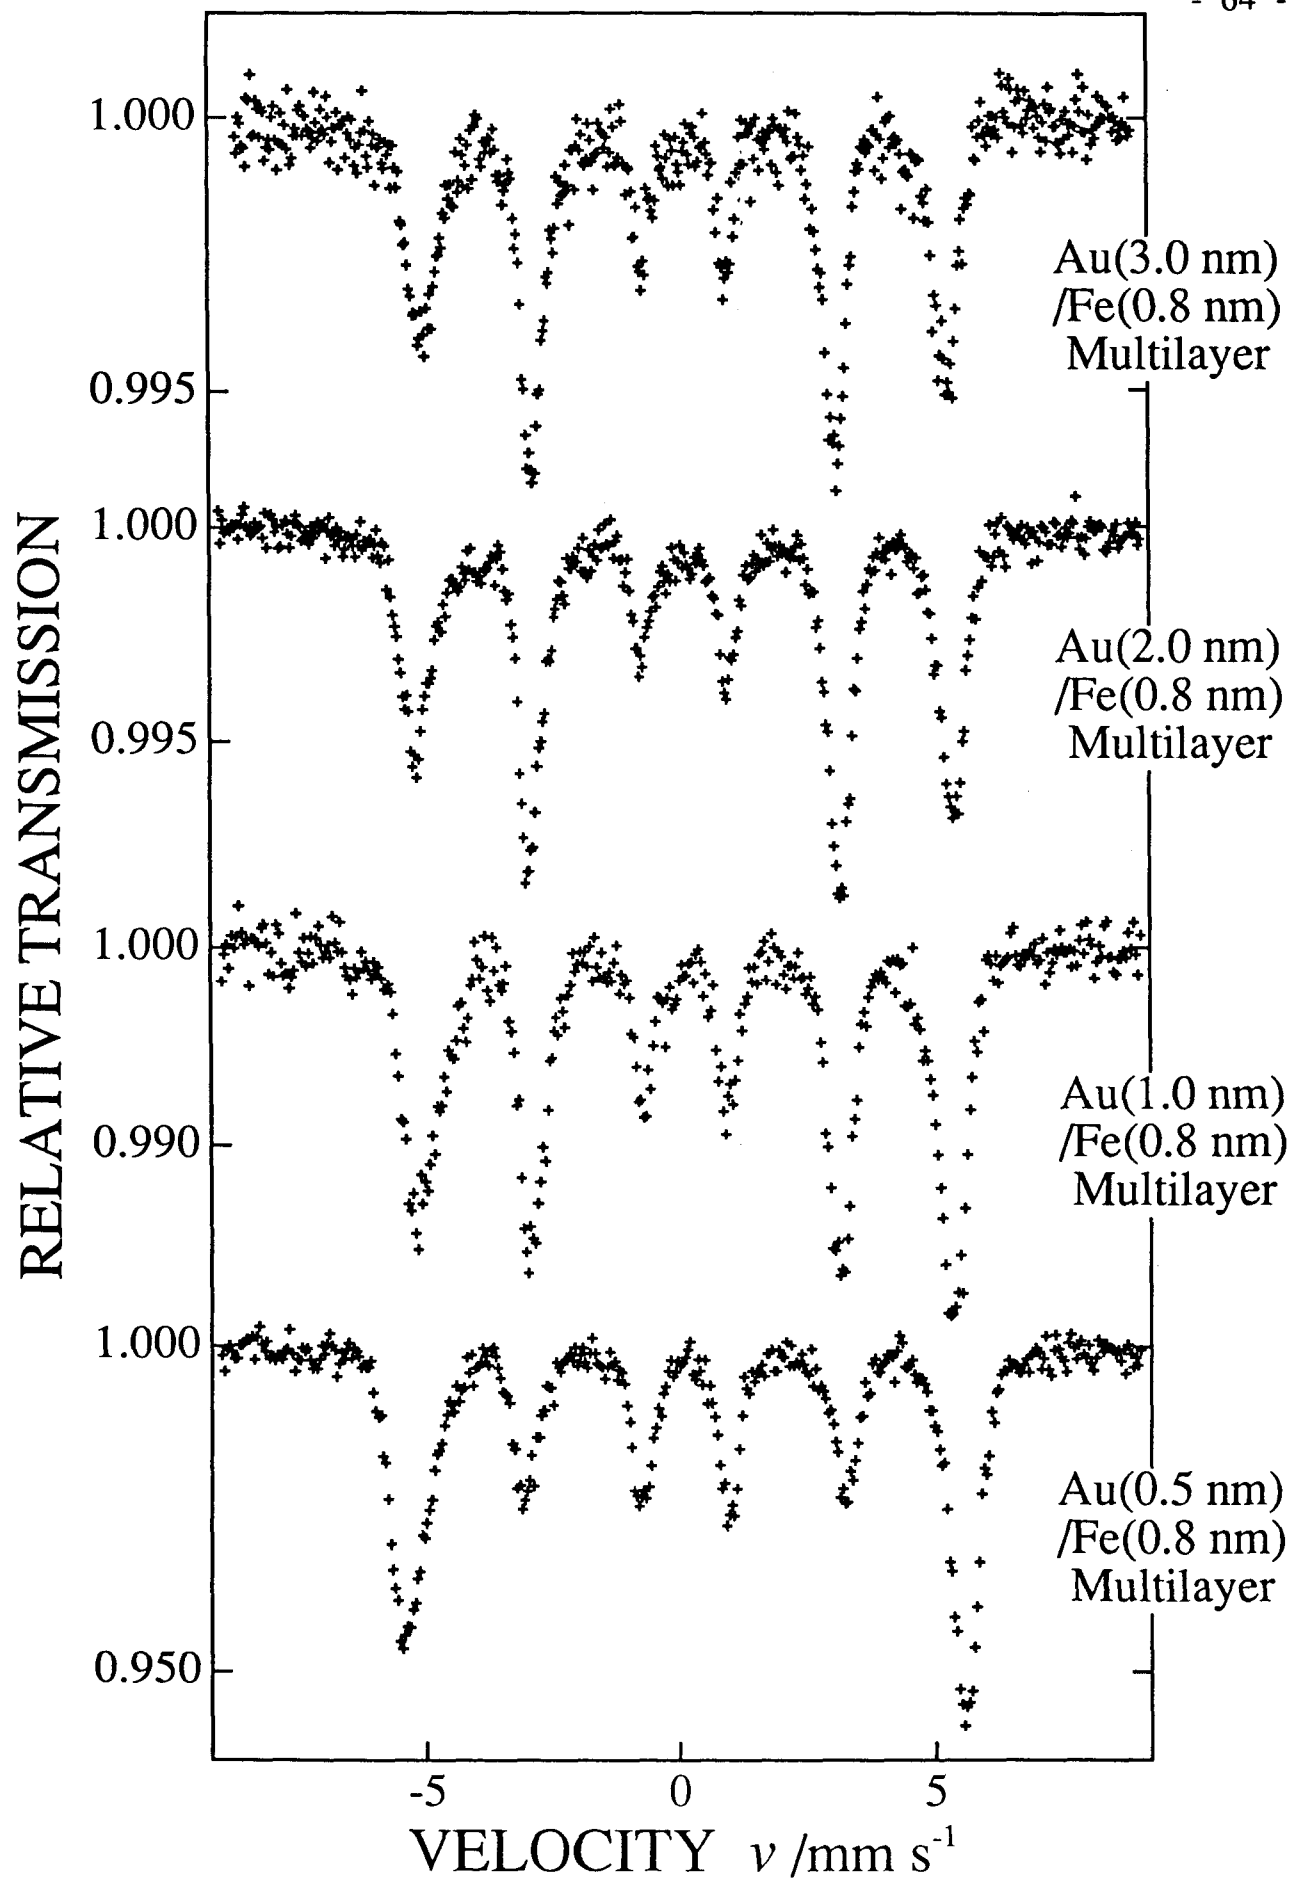 - 64 -
1.000
Au(3.0 nm)
/Fe(0.8 nm)
Multilayer
0.995
1.000
Au(2.0 nm)
/Fe(0.8 nm)
Multilayer
0.995
RELATIVE TRANSMISSION
1.000
Au(1.0 nm)
/Fe(0.8 nm)
Multilayer
0.990
1.000
Au(0.5 nm)
/Fe(0.8 nm)
Multilayer
0.950
-5 0 5
VELOCITY v /mm s⁻¹